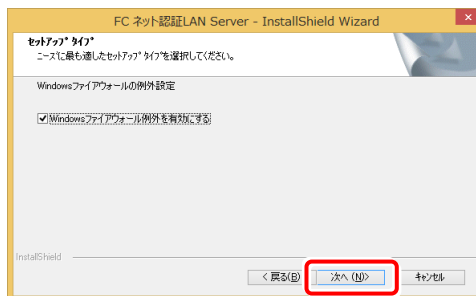 FC ネット認証LAN Server - InstallShield Wizard
×
セットアップ タイプ
ニーズに最も適したセットアップ タイプを選択してください。
Windowsファイアウォールの例外設定
Windowsファイアウォール例外を有効にする
InstallShield
< 戻る(B) 次へ (N)> キャンセル